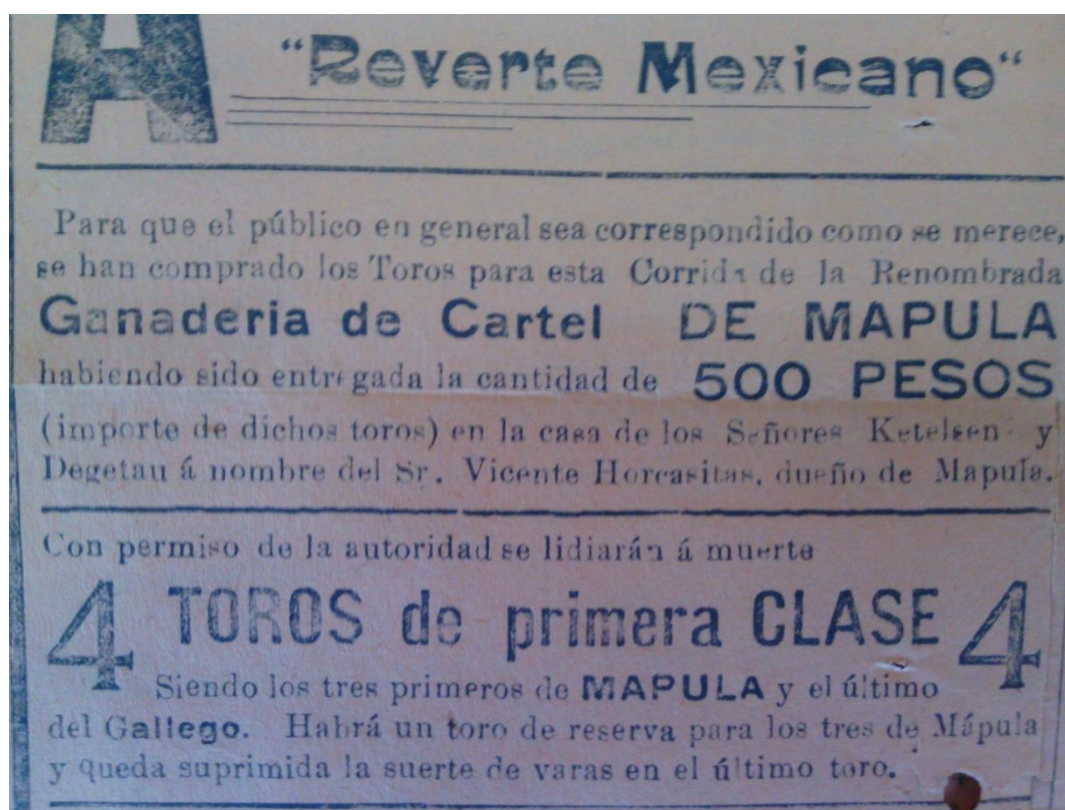 A "Reverte Mexicano"
Para que el público en general sea correspondido como se merece,
se han comprado los Toros para esta Corrida de la Renombrada
Ganaderia de Cartel DE MAPULA
habiendo sido entregada la cantidad de 500 PESOS
(importe de dichos toros) en la casa de los Señores Ketelsen y
Degetau á nombre del Sr. Vicente Horcasitas, dueño de Mapula.
Con permiso de la autoridad se lidiarán á muerte
4 TOROS de primera CLASE 4
Siendo los tres primeros de MAPULA y el último
del Gallego. Habrá un toro de reserva para los tres de Mápula
y queda suprimida la suerte de varas en el último toro.